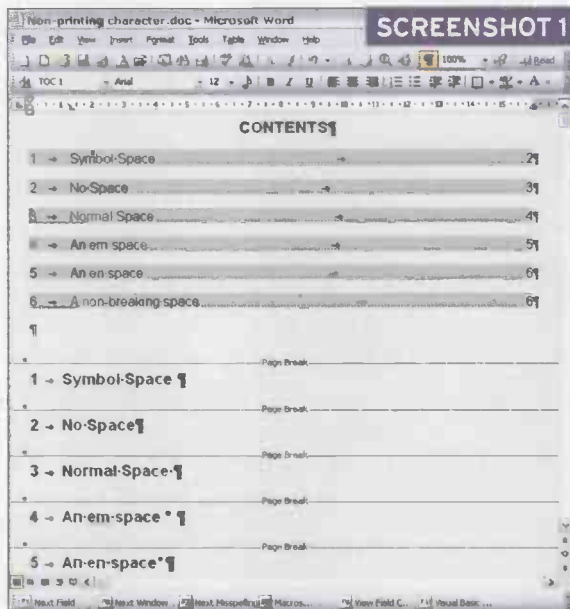 Non-printing character.doc - Microsoft Word
SCREENSHOT 1
File Edit View Insert Format Tools Table Window Help
100% Read
TOC 1 Arial 12 B I U A
CONTENTS¶
1 → Symbol·Space → 2¶
2 → No·Space → 3¶
3 → Normal Space → 4¶
→ An em space → 5¶
5 → An en space → 6¶
6 → A non-breaking space → 6¶
¶
Page Break
1 → Symbol·Space ¶
Page Break
2 → No·Space¶
Page Break
3 → Normal·Space·¶
Page Break
4 → An·em·space ° ¶
Page Break
5 → An·en·space°¶
Next Field Next Window Next Misspelling Macros... View Field C... Visual Basic ...